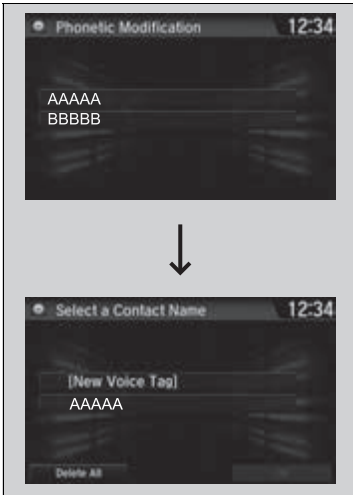 Phonetic Modification 12:34
AAAAA
BBBBB
Select a Contact Name 12:34
[New Voice Tag]
AAAAA
Delete All